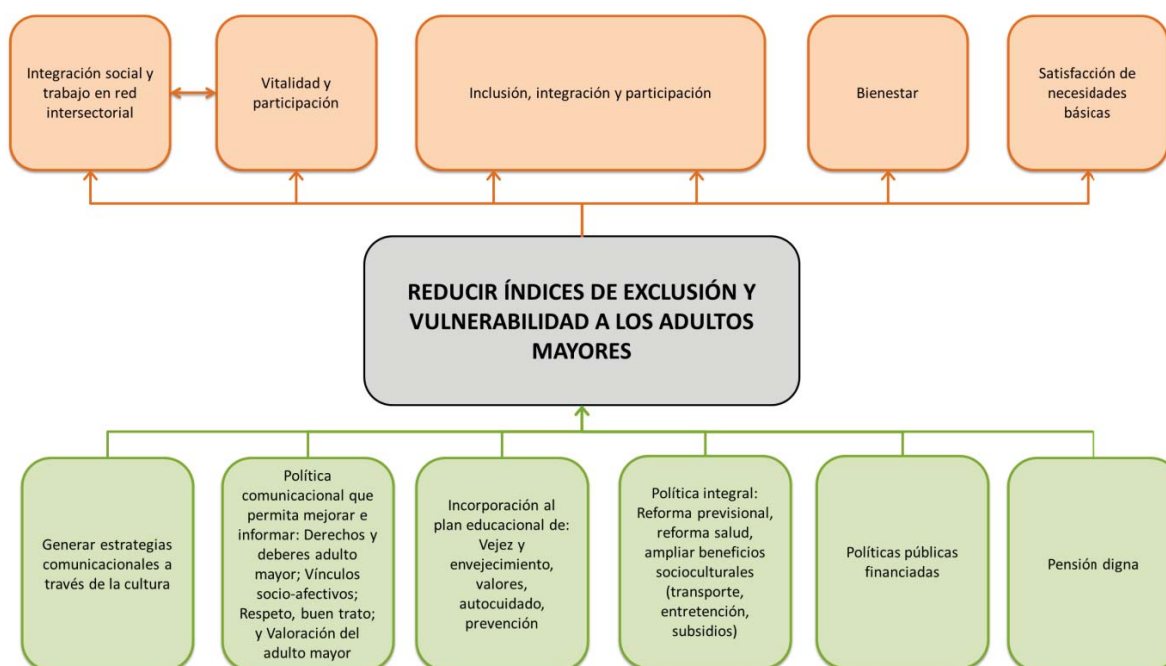 Integración social y
trabajo en red
intersectorial
Vitalidad y
participación
Inclusión, integración y participación
Bienestar
Satisfacción de
necesidades
básicas
REDUCIR ÍNDICES DE EXCLUSIÓN Y
VULNERABILIDAD A LOS ADULTOS
MAYORES
Generar estrategias
comunicacionales a
través de la cultura
Política
comunicacional que
permita mejorar e
informar: Derechos y
deberes adulto
mayor; Vínculos
socio-afectivos;
Respeto, buen trato;
y Valoración del
adulto mayor
Incorporación al
plan educacional de:
Vejez y
envejecimiento,
valores,
autocuidado,
prevención
Política integral:
Reforma previsional,
reforma salud,
ampliar beneficios
socioculturales
(transporte,
entretención,
subsidios)
Políticas públicas
financiadas
Pensión digna